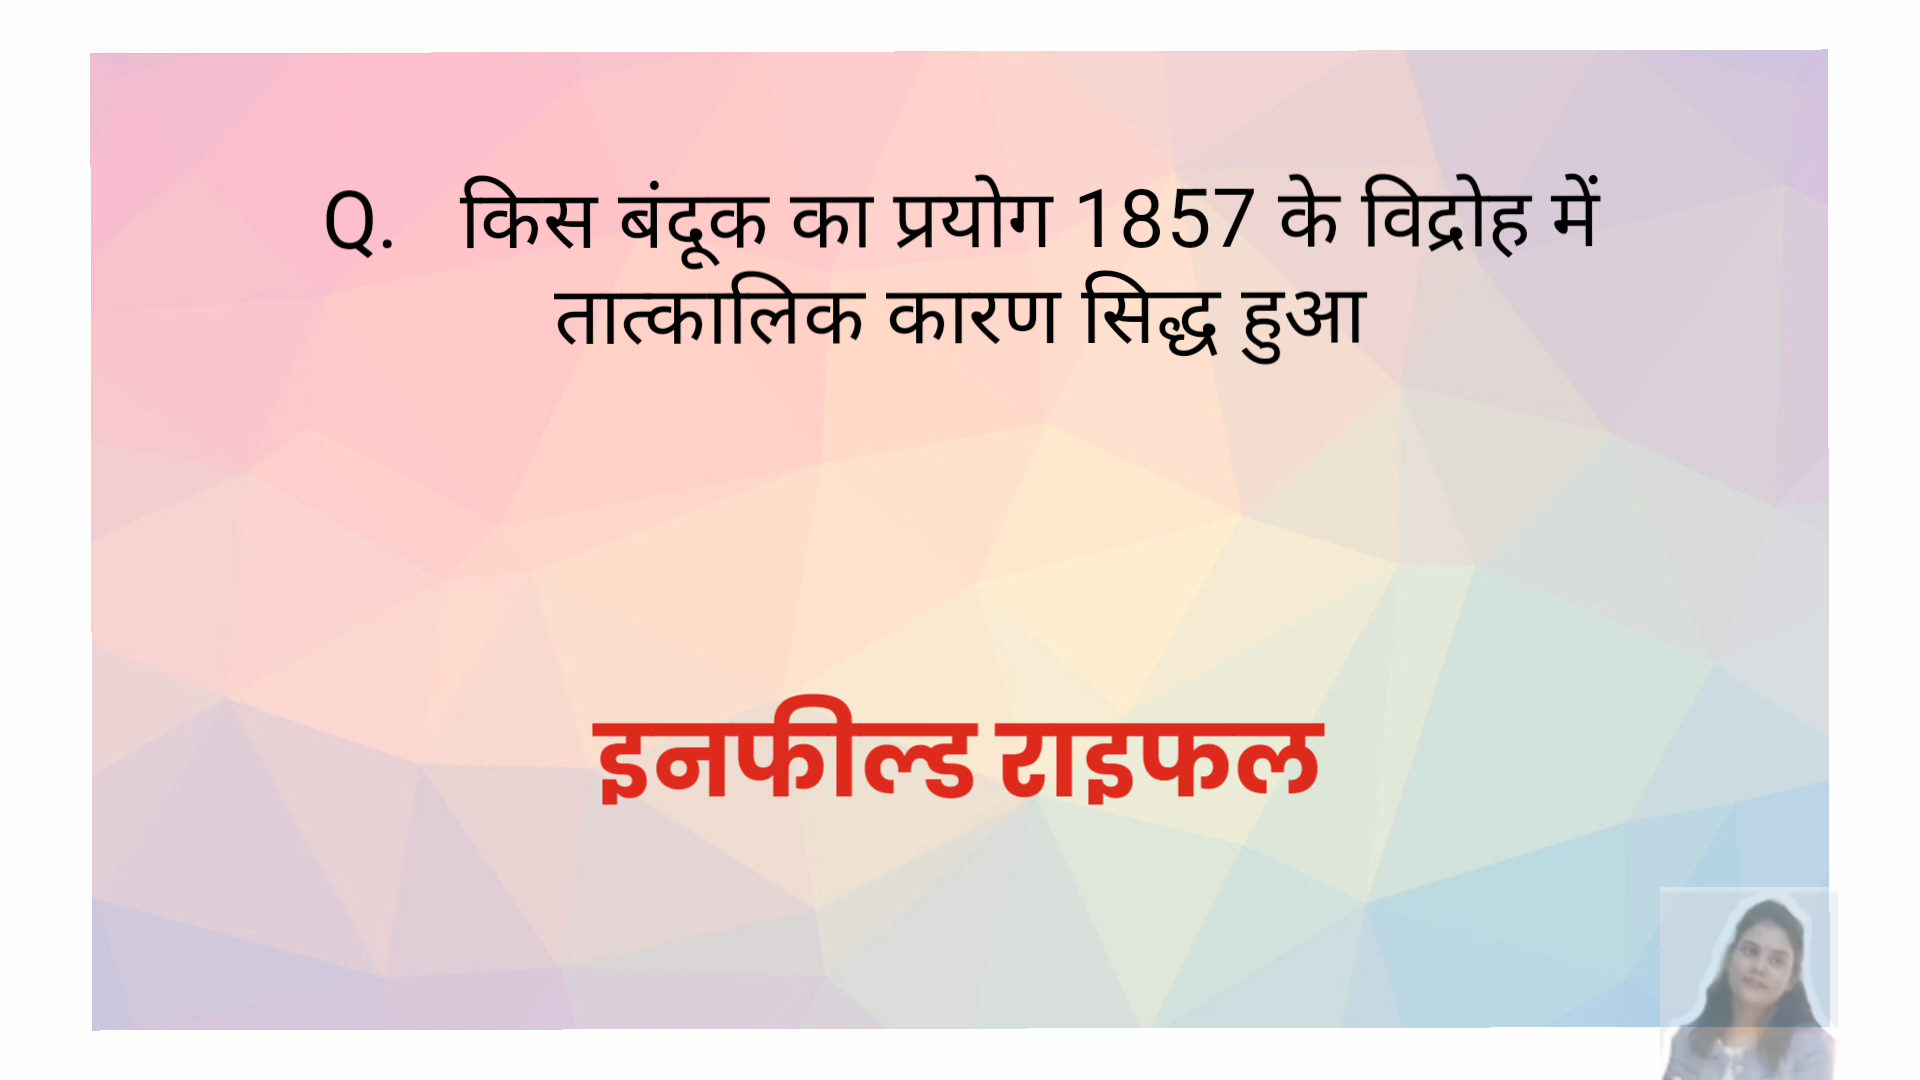 Q. किस बंदूक का प्रयोग 1857 के विद्रोह में
तात्कालिक कारण सिद्ध हुआ
इनफील्ड राइफल